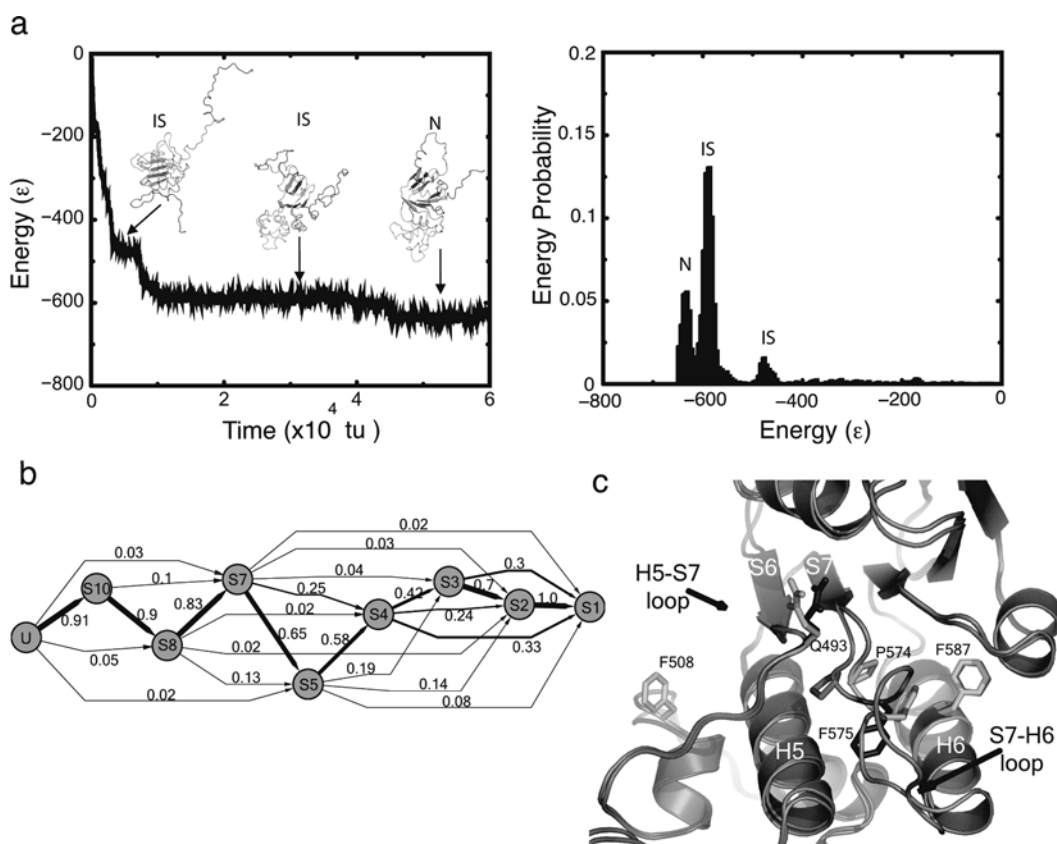 a
0
−200
−400
−600
−800
Energy (ε)
IS
IS
N
0
2
4
6
Time (x10⁴ tu )
0.2
0.15
0.1
0.05
0
Energy Probability
N
IS
IS
−800
−600
−400
−200
0
Energy (ε)
b
0.02
0.03
0.03
0.04
0.3
S10
0.1
S7
0.25
S3
0.7
0.42
0.91
0.9
0.83
0.02
S4
0.24
S2
1.0
S1
U
0.05
S8
0.02
0.65
0.58
0.33
0.13
0.19
0.02
S5
0.14
0.08
c
S6
S7
H5-S7
loop
Q493
P574
F587
F508
F575
H5
H6
S7-H6
loop